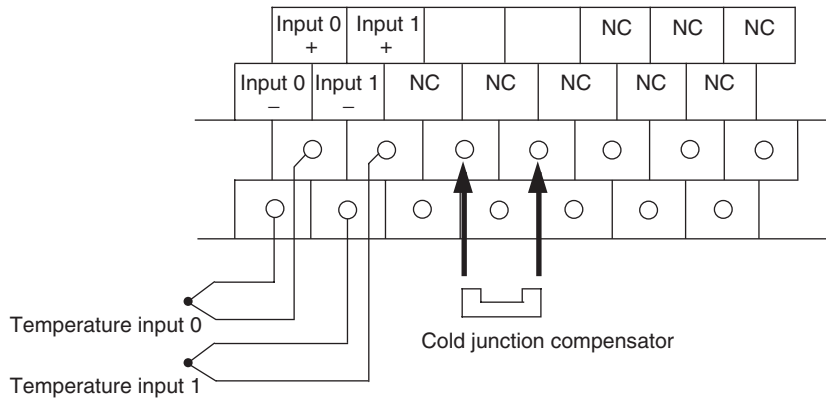 Input 0 Input 1 NC NC NC
+ +
Input 0 Input 1 NC NC NC NC NC
– –
Temperature input 0
Cold junction compensator
Temperature input 1